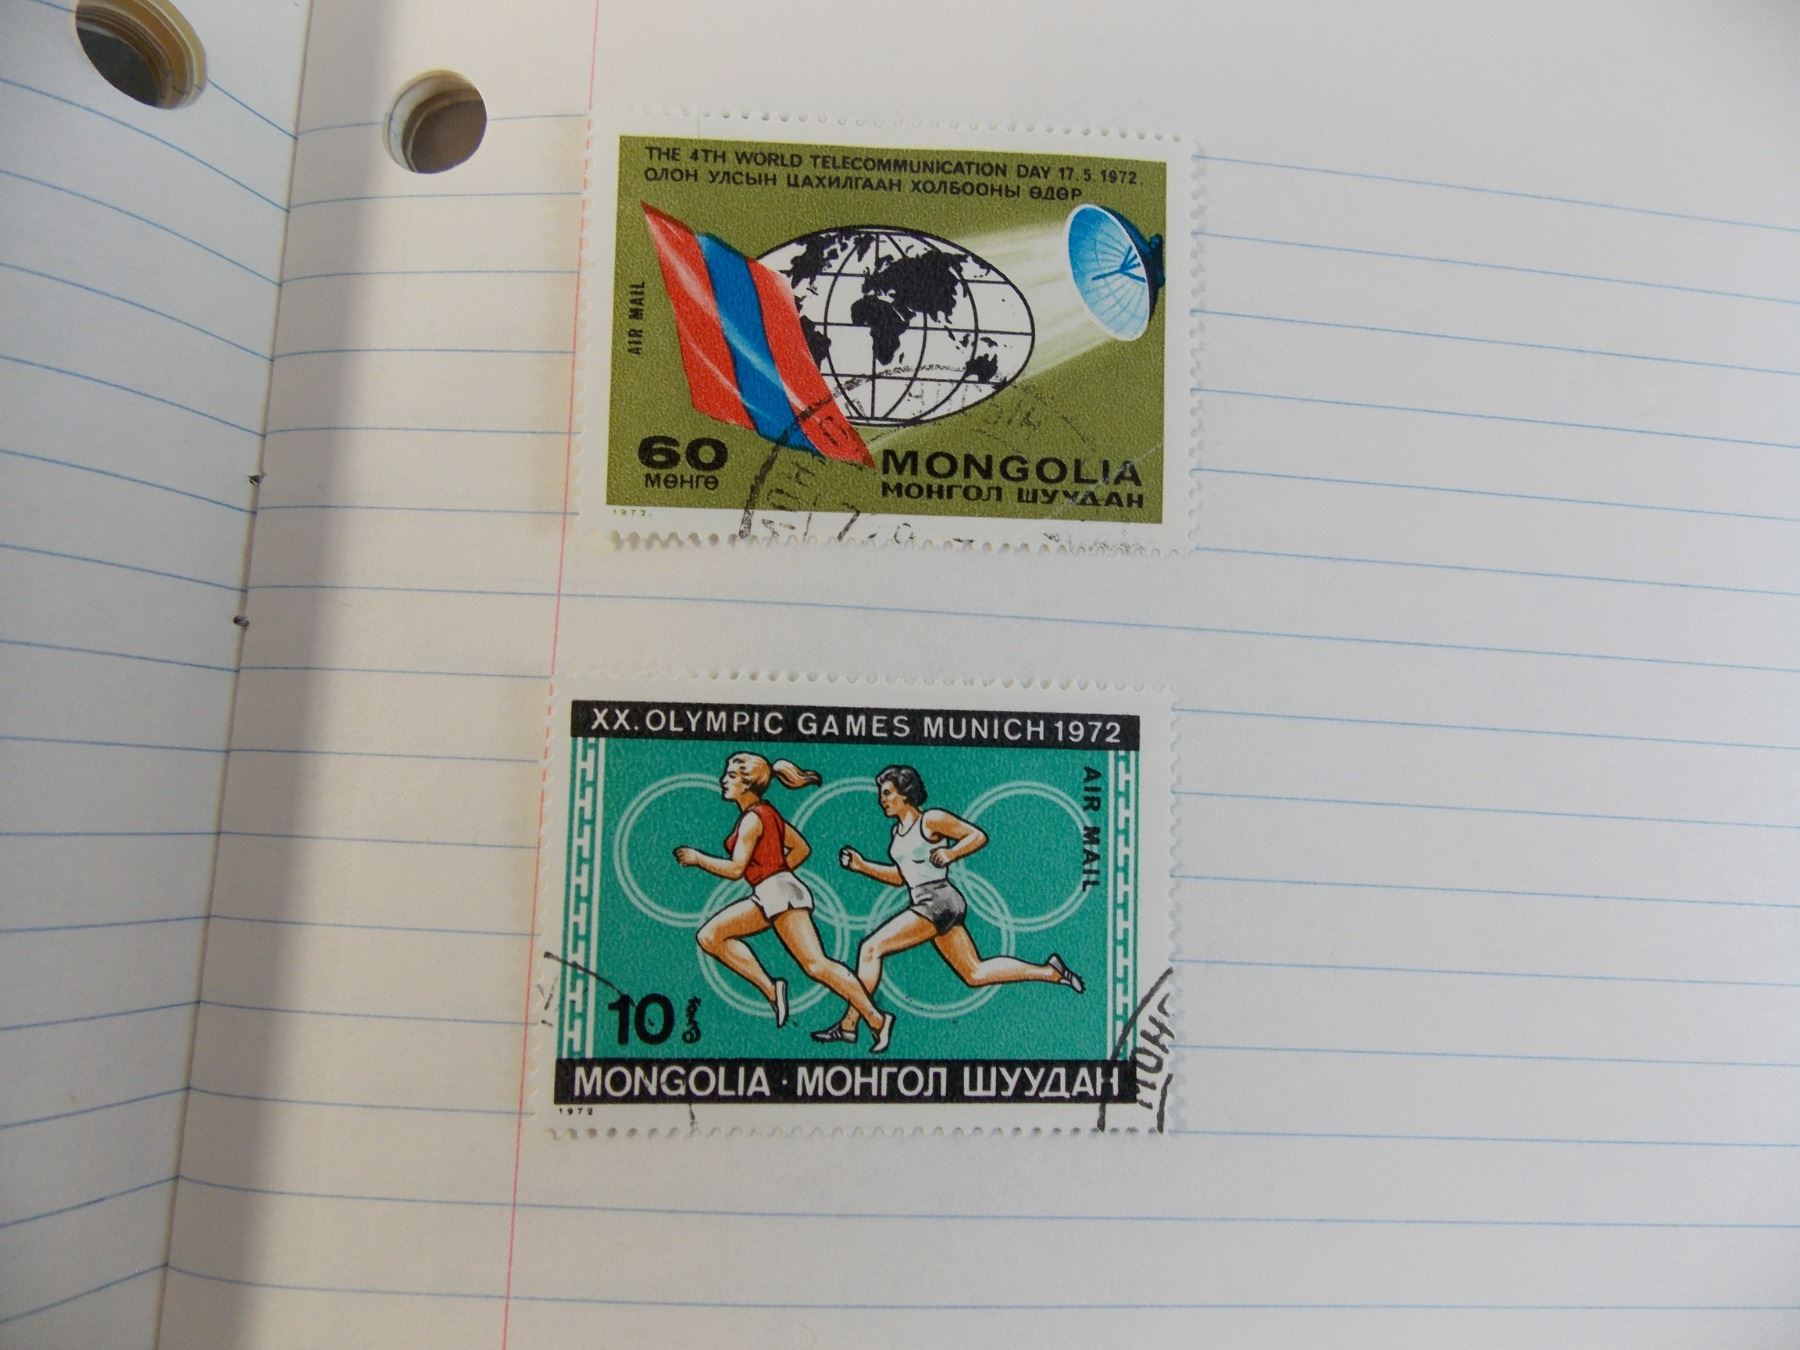 THE 4TH WORLD TELECOMMUNICATION DAY 17.5 1972.
ОЛОН УЛСЫН ЦАХИЛГААН ХОЛБООНЫ ӨДӨР
AIR MAIL
60
МӨНГӨ
MONGOLIA
МОНГОЛ ШУУДАН
1972.
XX. OLYMPIC GAMES MUNICH 1972
AIR MAIL
10
MONGOLIA · МОНГОЛ ШУУДАН
1972